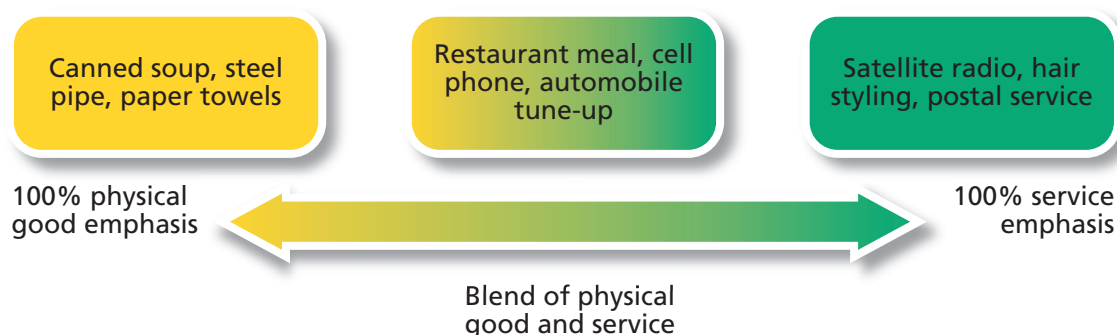 Canned soup, steel
pipe, paper towels
Restaurant meal, cell
phone, automobile
tune-up
Satellite radio, hair
styling, postal service
100% physical
good emphasis
100% service
emphasis
Blend of physical
good and service